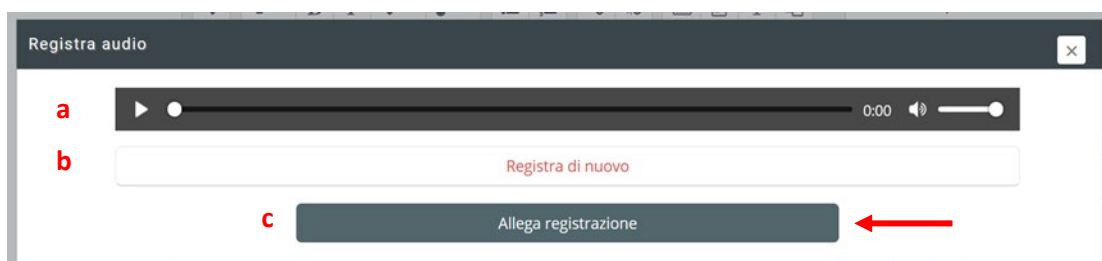 Registra audio
a 0:00
b Registra di nuovo
c Allega registrazione